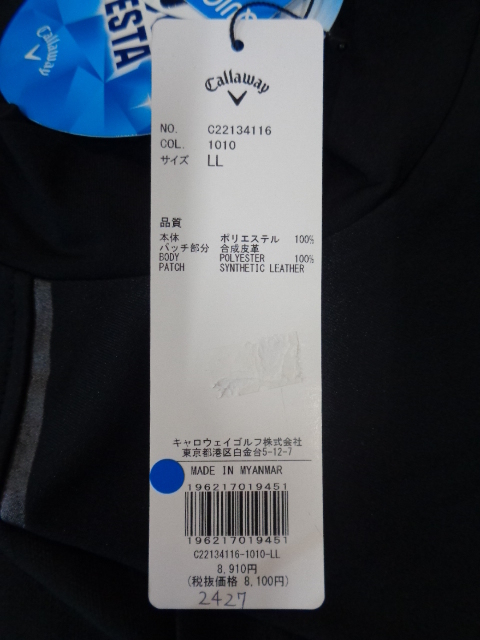 ESTA
Callaway
NO. C22134116
COL. 1010
サイズ LL
品質
本体 ポリエステル 100%
パッチ部分 合成皮革
BODY POLYESTER 100%
PATCH SYNTHETIC LEATHER
キャロウェイゴルフ株式会社
東京都港区白金台5-12-7
MADE IN MYANMAR
196217019451
196217019451
C22134116-1010-LL
8,910円
(税抜価格 8,100円)
2427